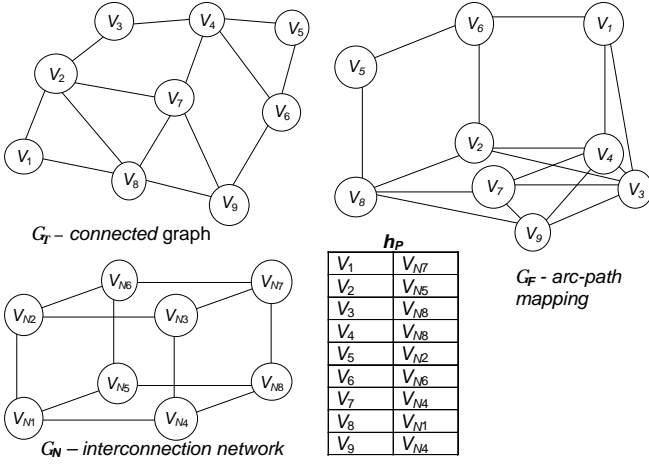 V3
V4
V5
V2
V7
V6
V1
V8
V9
GT – connected graph
V6
V1
V5
V2
V4
V7
V3
V8
V9
GF - arc-path
mapping
VN6
VN7
VN2
VN3
VN5
VN8
VN1
VN4
GN – interconnection network
hP
V1 VN7
V2 VN5
V3 VN8
V4 VN8
V5 VN2
V6 VN6
V7 VN4
V8 VN1
V9 VN4